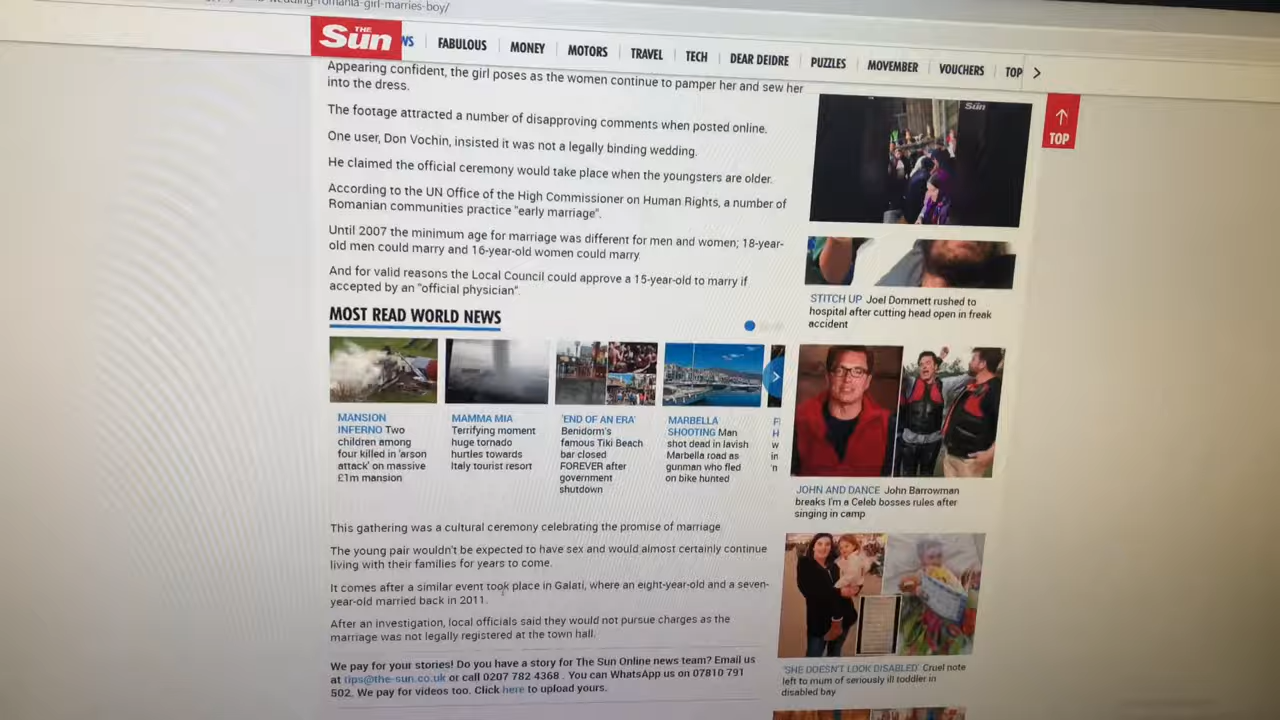 wedding-romania-girl-marries-boy/
THE
Sun
WS
FABULOUS
MONEY
MOTORS
TRAVEL
TECH
DEAR DEIDRE
PUZZLES
MOVEMBER
VOUCHERS
TOP
Appearing confident, the girl poses as the women continue to pamper her and sew her
into the dress.
The footage attracted a number of disapproving comments when posted online.
One user, Don Vochin, insisted it was not a legally binding wedding.
He claimed the official ceremony would take place when the youngsters are older.
According to the UN Office of the High Commissioner on Human Rights, a number of
Romanian communities practice "early marriage".
Until 2007 the minimum age for marriage was different for men and women; 18-year-
old men could marry and 16-year-old women could marry.
And for valid reasons the Local Council could approve a 15-year-old to marry if
accepted by an "official physician".
MOST READ WORLD NEWS
MANSION
INFERNO Two
children among
four killed in 'arson
attack' on massive
£1m mansion
MAMMA MIA
Terrifying moment
huge tornado
hurtles towards
Italy tourist resort
'END OF AN ERA'
Benidorm's
famous Tiki Beach
bar closed
FOREVER after
government
shutdown
MARBELLA
SHOOTING Man
shot dead in lavish
Marbella road as
gunman who fled
on bike hunted
F
H
w
in
'n
This gathering was a cultural ceremony celebrating the promise of marriage.
The young pair wouldn't be expected to have sex and would almost certainly continue
living with their families for years to come.
It comes after a similar event took place in Galati, where an eight-year-old and a seven-
year-old married back in 2011.
After an investigation, local officials said they would not pursue charges as the
marriage was not legally registered at the town hall.
We pay for your stories! Do you have a story for The Sun Online news team? Email us
at tips@the-sun.co.uk or call 0207 782 4368 . You can WhatsApp us on 07810 791
502. We pay for videos too. Click here to upload yours.
Sun
TOP
STITCH UP Joel Dommett rushed to
hospital after cutting head open in freak
accident
JOHN AND DANCE John Barrowman
breaks I'm a Celeb bosses rules after
singing in camp
'SHE DOESN'T LOOK DISABLED' Cruel note
left to mum of seriously ill toddler in
disabled bay